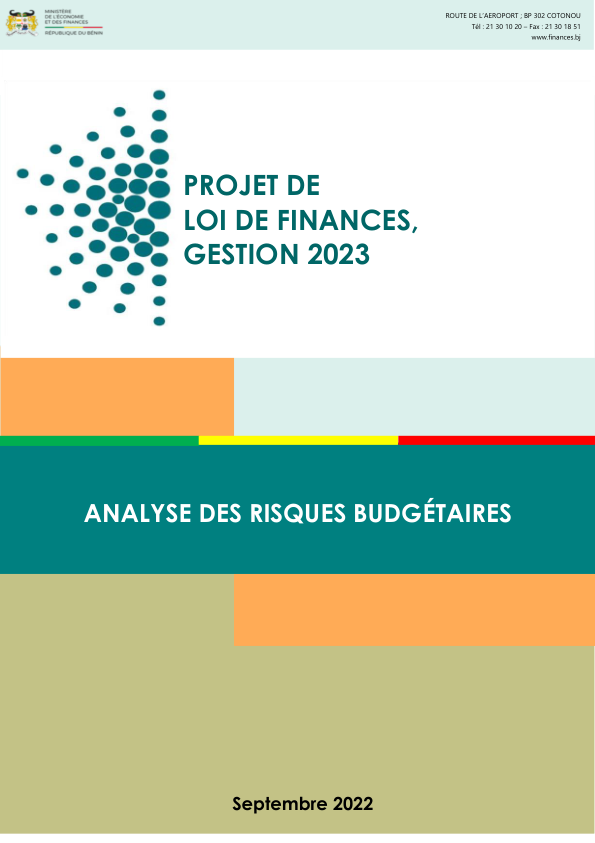 MINISTÈRE
DE L'ÉCONOMIE
ET DES FINANCES
RÉPUBLIQUE DU BÉNIN
ROUTE DE L'AEROPORT ; BP 302 COTONOU
Tél : 21 30 10 20 – Fax : 21 30 18 51
www.finances.bj
PROJET DE
LOI DE FINANCES,
GESTION 2023
ANALYSE DES RISQUES BUDGÉTAIRES
Septembre 2022